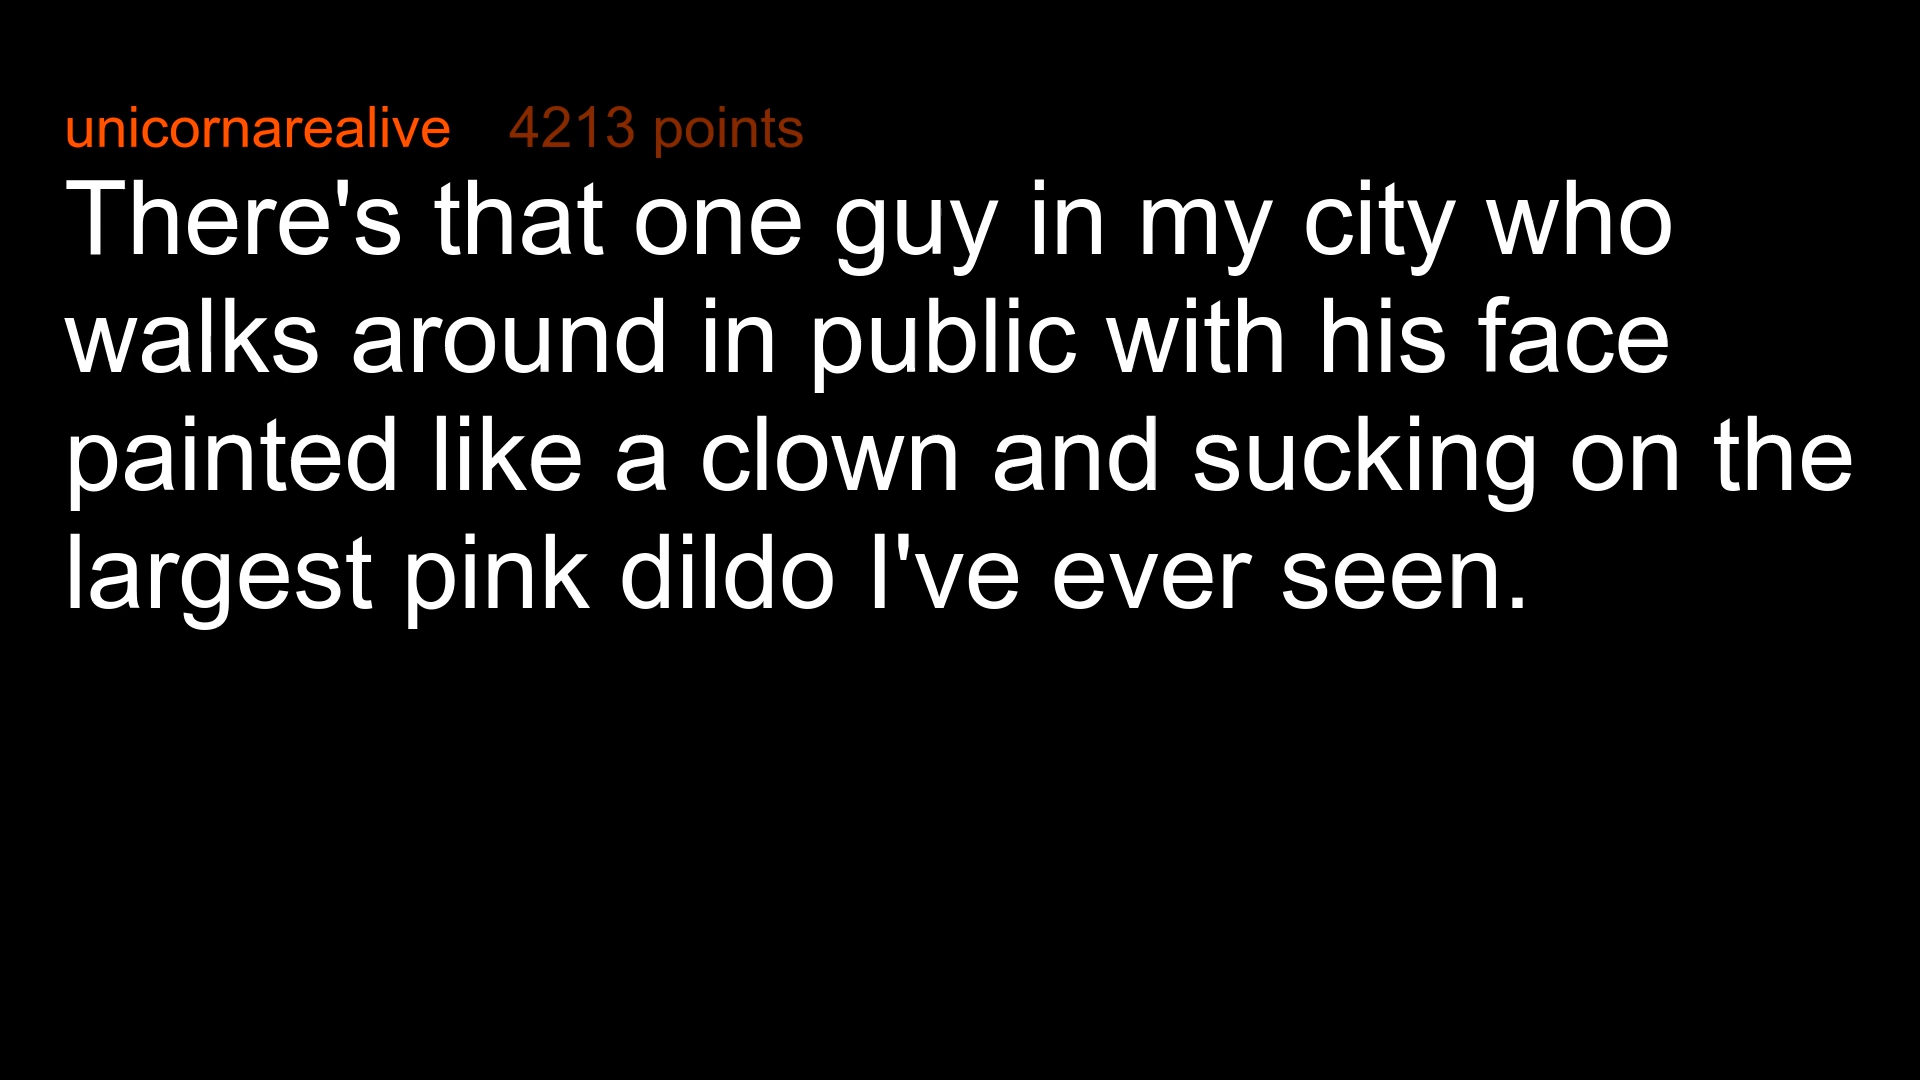 unicornarealive 4213 points
There's that one guy in my city who
walks around in public with his face
painted like a clown and sucking on the
largest pink dildo I've ever seen.